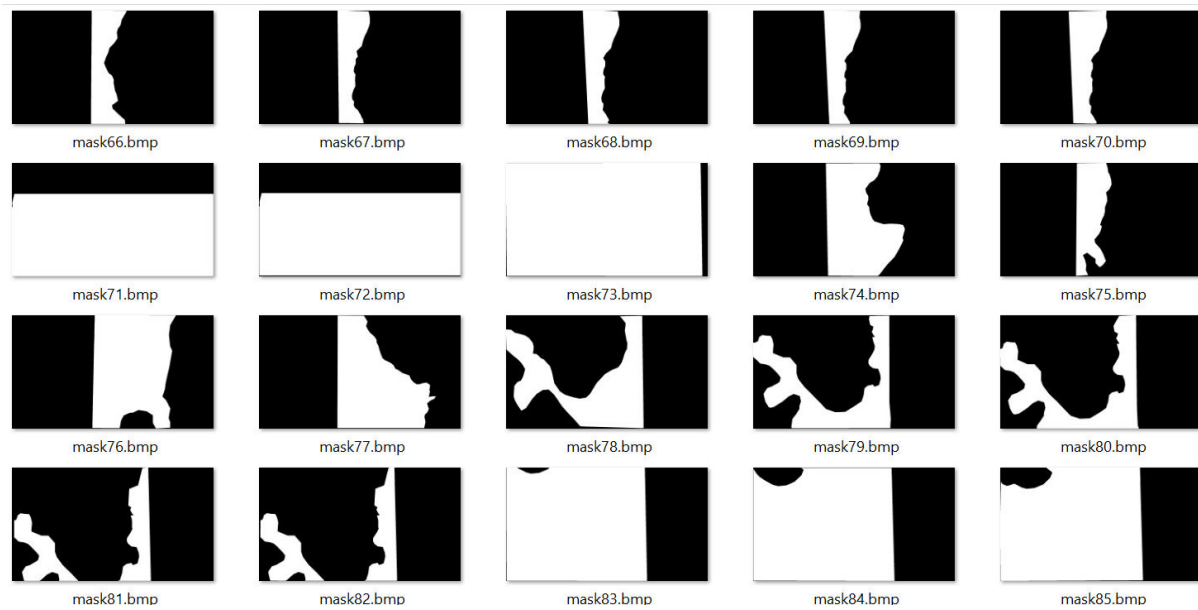 mask66.bmp mask67.bmp mask68.bmp mask69.bmp mask70.bmp
mask71.bmp mask72.bmp mask73.bmp mask74.bmp mask75.bmp
mask76.bmp mask77.bmp mask78.bmp mask79.bmp mask80.bmp
mask81.bmp mask82.bmp mask83.bmp mask84.bmp mask85.bmp